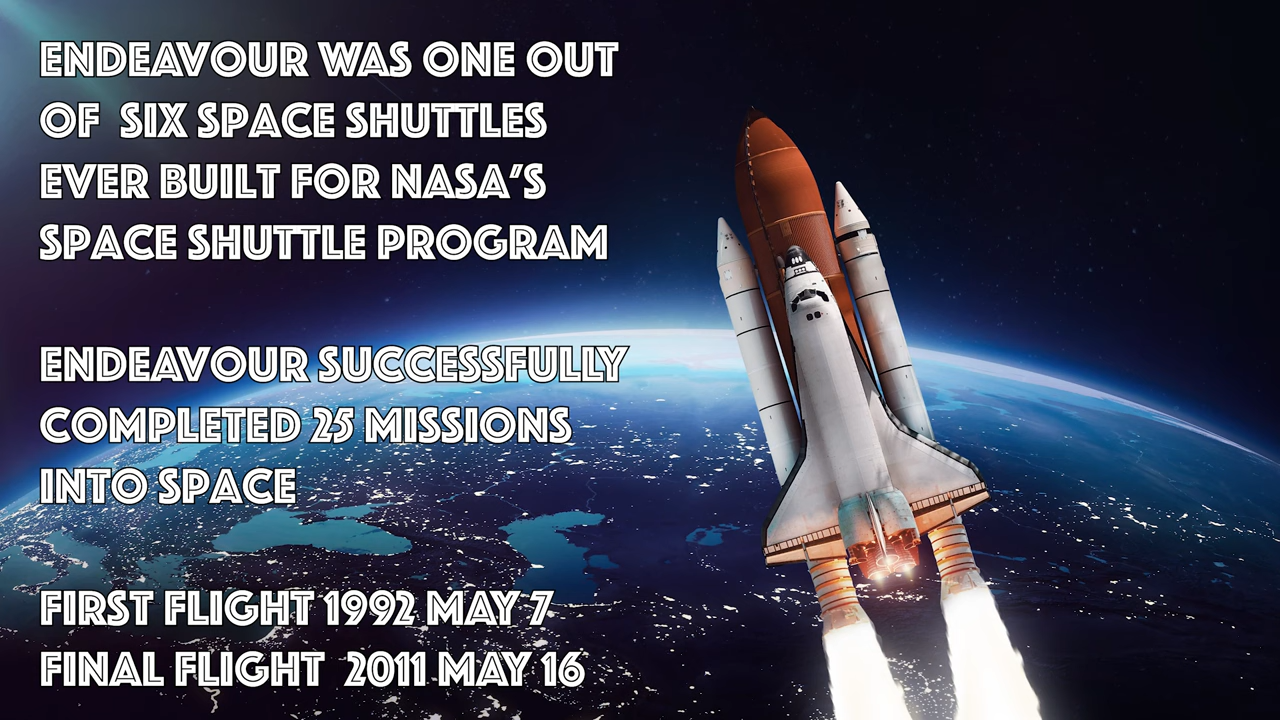 ENDEAVOUR WAS ONE OUT
OF SIX SPACE SHUTTLES
EVER BUILT FOR NASA'S
SPACE SHUTTLE PROGRAM
ENDEAVOUR SUCCESSFULLY
COMPLETED 25 MISSIONS
INTO SPACE
FIRST FLIGHT 1992 MAY 7
FINAL FLIGHT 2011 MAY 16